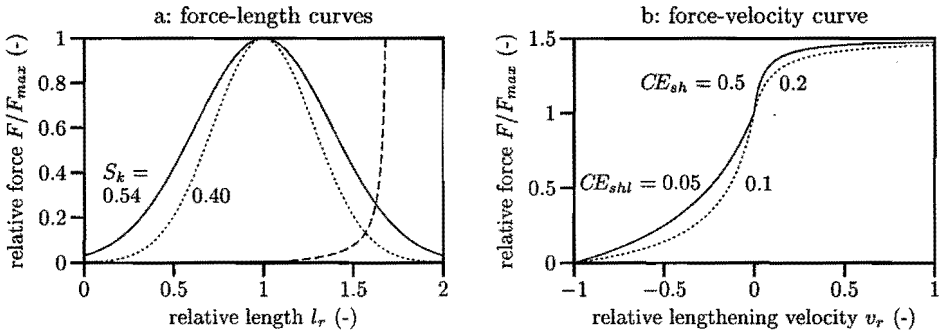 a: force-length curves
relative force F/F_max (-)
1
0.8
0.6
0.4
0.2
0
S_k =
0.54
0.40
0
0.5
1
1.5
2
relative length l_r (-)
b: force-velocity curve
relative force F/F_max (-)
1.5
1
0.5
0
CE_sh = 0.5
0.2
CE_shl = 0.05
0.1
−1
−0.5
0
0.5
1
relative lengthening velocity v_r (-)